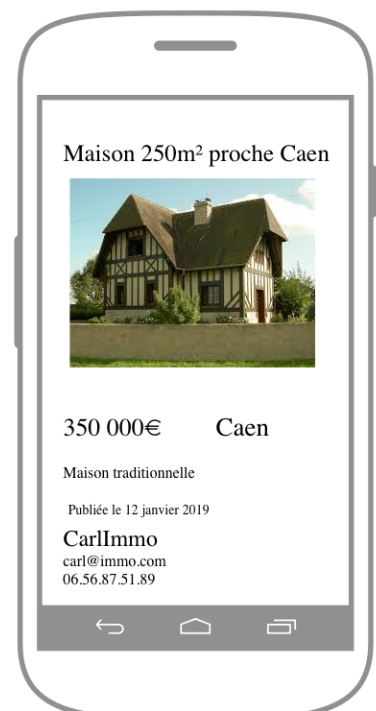 Maison 250m² proche Caen
350 000€ Caen
Maison traditionnelle
Publiée le 12 janvier 2019
CarlImmo
carl@immo.com
06.56.87.51.89